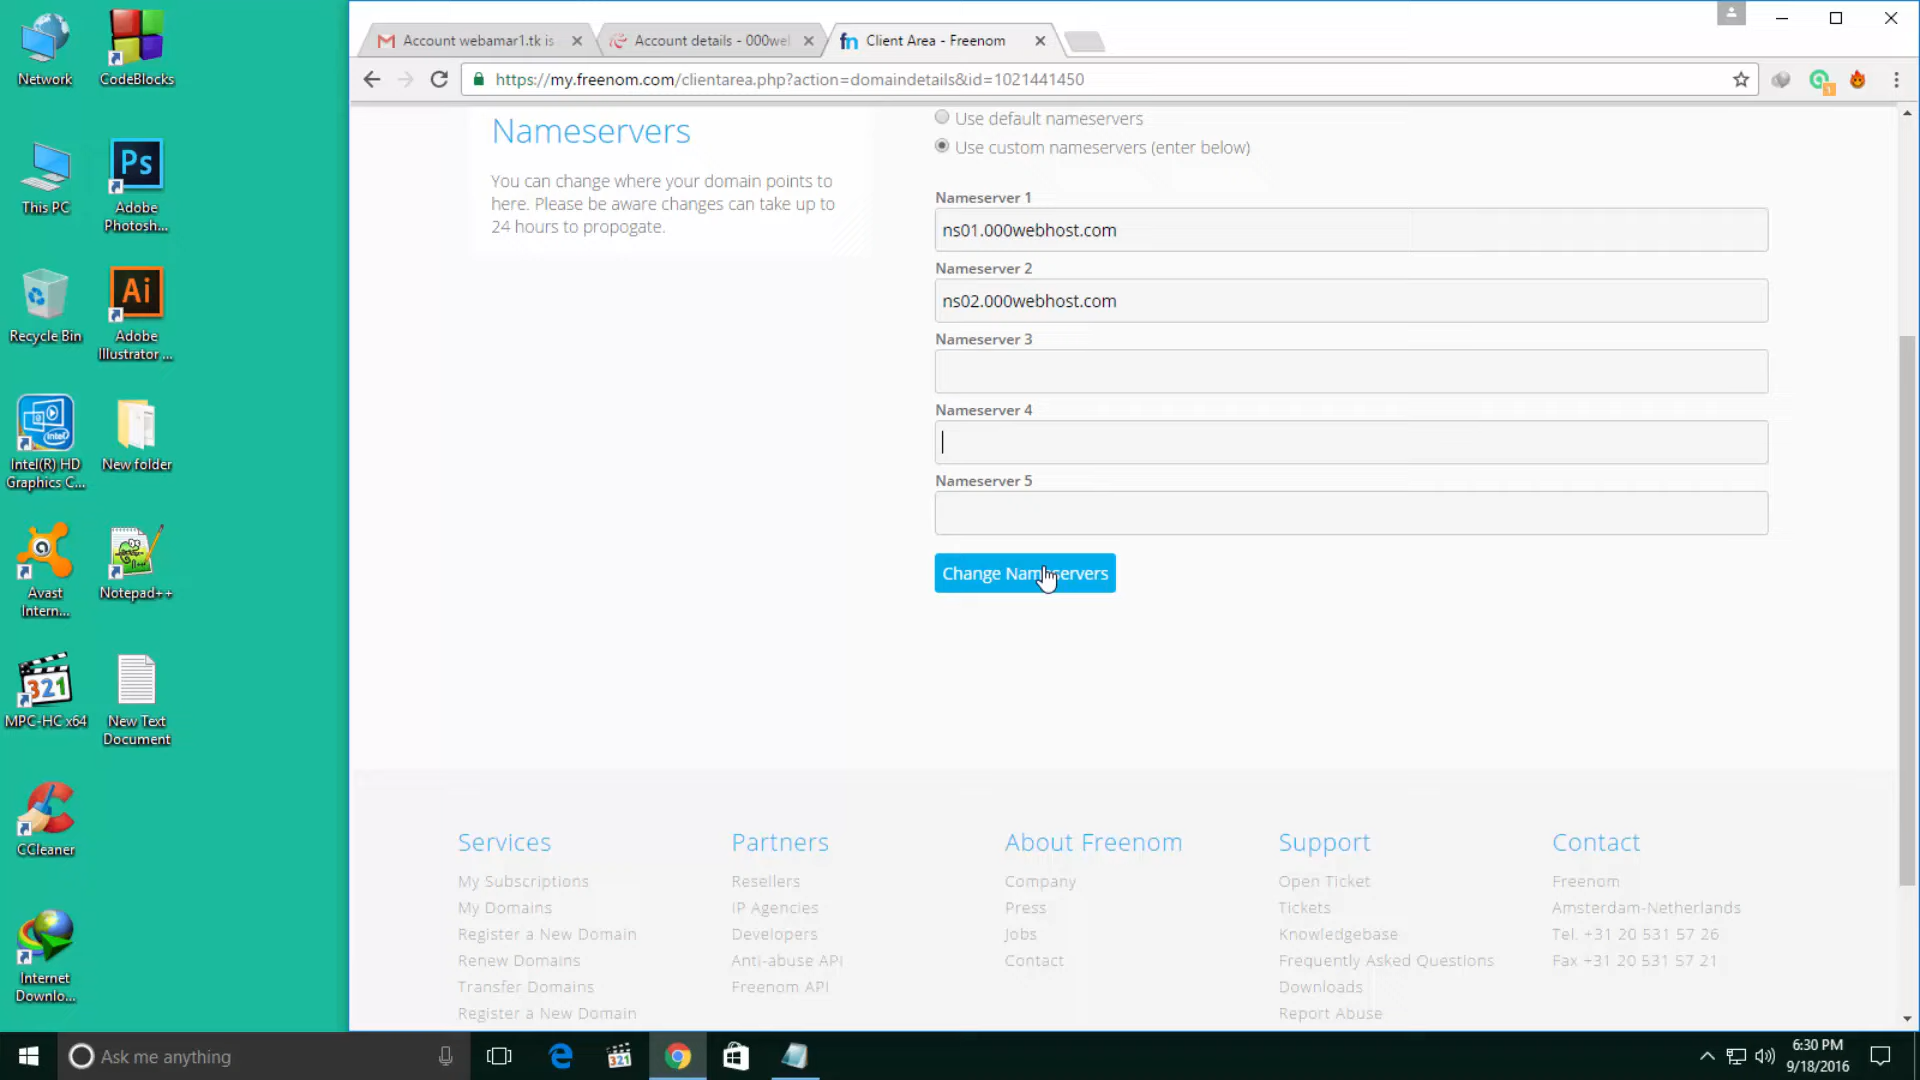 Network
CodeBlocks
This PC
Adobe
Photosh...
Recycle Bin
Adobe
Illustrator ...
Intel(R) HD
Graphics C...
New folder
Avast
Intern...
Notepad++
MPC-HC x64
New Text
Document
CCleaner
Internet
Downlo...
Account webamar1.tk is
Account details - 000wel
Client Area - Freenom
https://my.freenom.com/clientarea.php?action=domaindetails&id=1021441450
Nameservers
You can change where your domain points to
here. Please be aware changes can take up to
24 hours to propogate.
Use default nameservers
Use custom nameservers (enter below)
Nameserver 1
ns01.000webhost.com
Nameserver 2
ns02.000webhost.com
Nameserver 3
Nameserver 4
Nameserver 5
Change Nameservers
Services
My Subscriptions
My Domains
Register a New Domain
Renew Domains
Transfer Domains
Register a New Domain
Partners
Resellers
IP Agencies
Developers
Anti-abuse API
Freenom API
About Freenom
Company
Press
Jobs
Contact
Support
Open Ticket
Tickets
Knowledgebase
Frequently Asked Questions
Downloads
Report Abuse
Contact
Freenom
Amsterdam-Netherlands
Tel. +31 20 531 57 26
Fax +31 20 531 57 21
Ask me anything
6:30 PM
9/18/2016